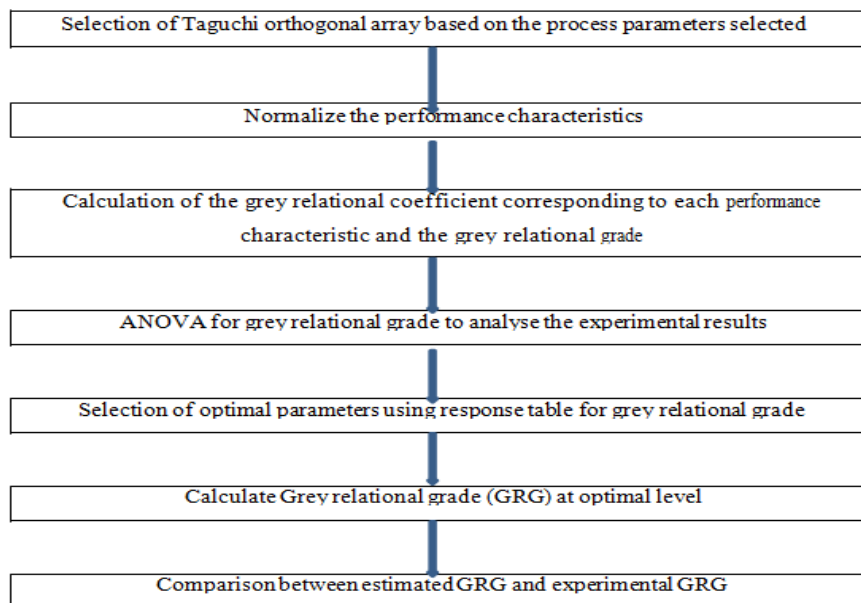 Selection of Taguchi orthogonal array based on the process parameters selected
Normalize the performance characteristics
Calculation of the grey relational coefficient corresponding to each performance
characteristic and the grey relational grade
ANOVA for grey relational grade to analyse the experimental results
Selection of optimal parameters using response table for grey relational grade
Calculate Grey relational grade (GRG) at optimal level
Comparison between estimated GRG and experimental GRG